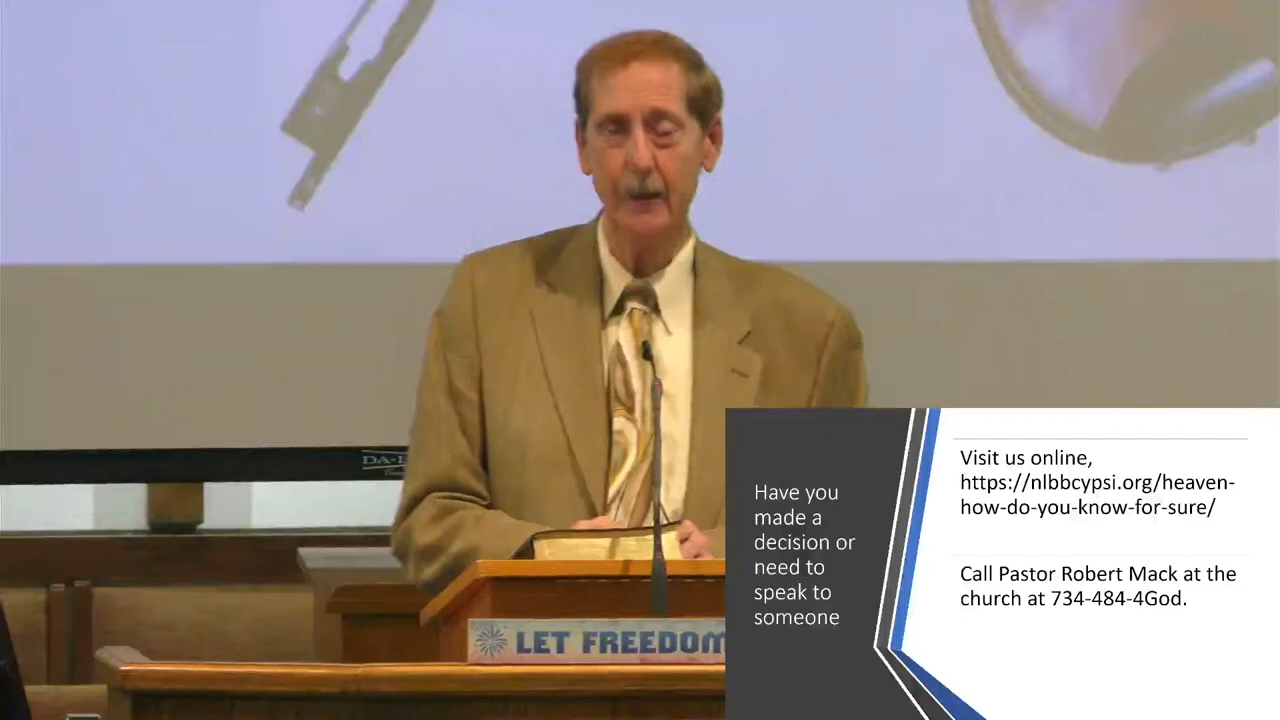 DA-
LET FREEDOM
Have you
made a
decision or
need to
speak to
someone
Visit us online,
https://nlbbcypsi.org/heaven-
how-do-you-know-for-sure/
Call Pastor Robert Mack at the
church at 734-484-4God.